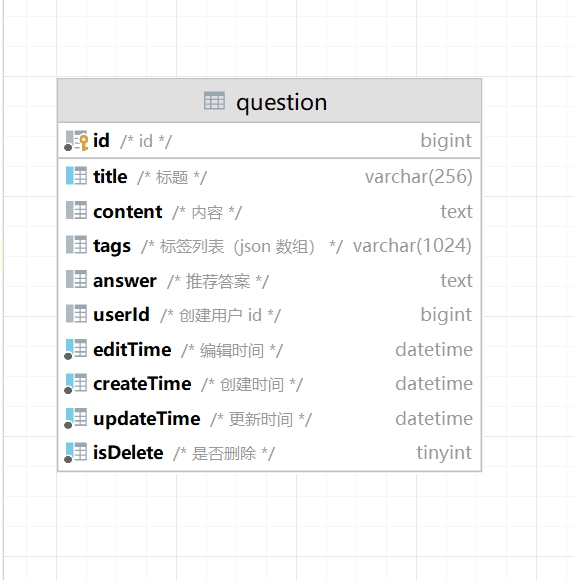 question
id /* id */ bigint
title /* 标题 */ varchar(256)
content /* 内容 */ text
tags /* 标签列表（json 数组） */ varchar(1024)
answer /* 推荐答案 */ text
userId /* 创建用户 id */ bigint
editTime /* 编辑时间 */ datetime
createTime /* 创建时间 */ datetime
updateTime /* 更新时间 */ datetime
isDelete /* 是否删除 */ tinyint